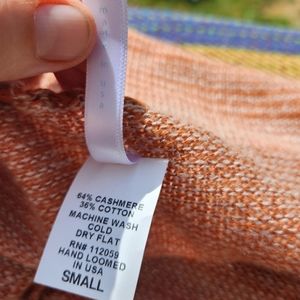 64% CASHMERE
36% COTTON
MACHINE WASH
COLD
DRY FLAT
RN# 112059
HAND LOOMED
IN USA
SMALL